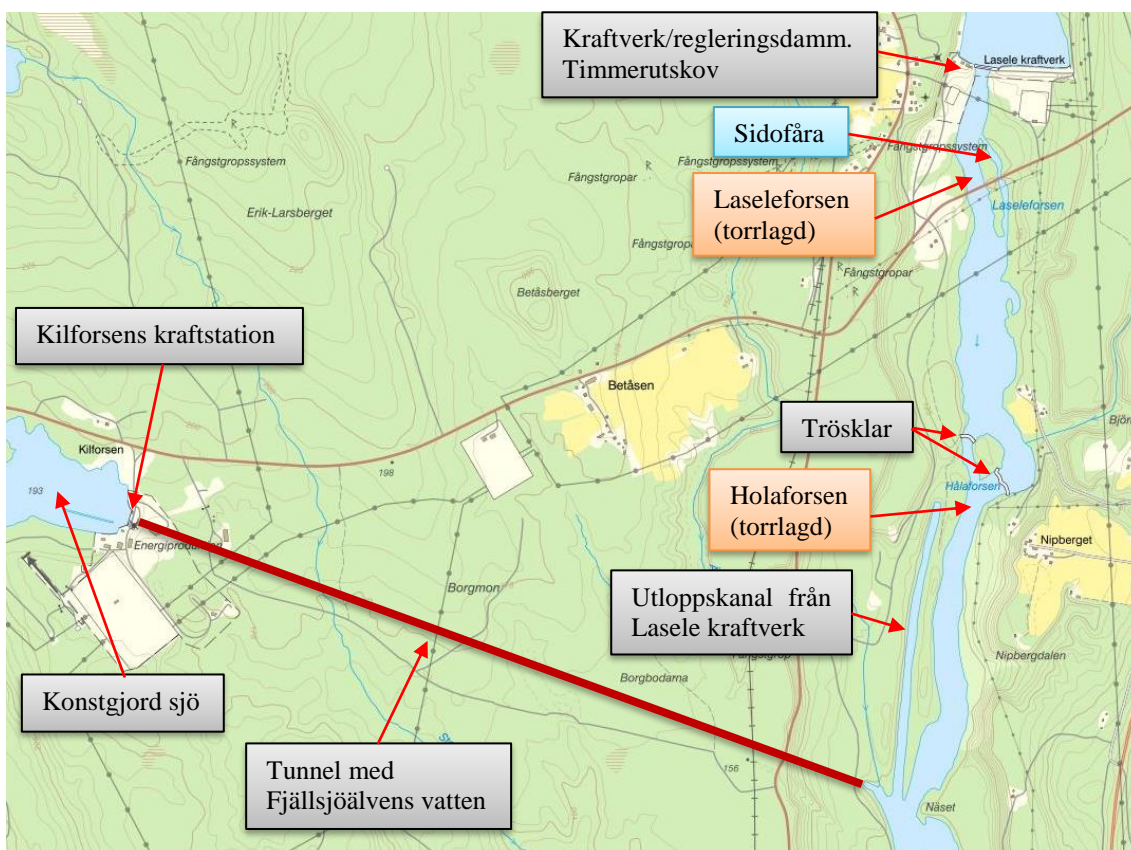 Kraftverk/regleringsdamm.
Timmerutskov
Lasele kraftverk
Sidofåra
Fångstgropssystem
Fångstgropssystem
Fångstgropssystem
Fångstgropar
Laseleforsen
(torrlagd)
Laseleforsen
Erik-Larsberget
Fångstgropar
Fångstgropar
Betåsberget
Kilforsens kraftstation
Betåsen
Trösklar
Kilforsen
198
193
Hålaforsen
Holaforsen
(torrlagd)
Nipberget
Borgmon
Utloppskanal från
Lasele kraftverk
Nipbergdalen
Borgbodarna
Konstgjord sjö
Tunnel med
Fjällsjöälvens vatten
156
Näset